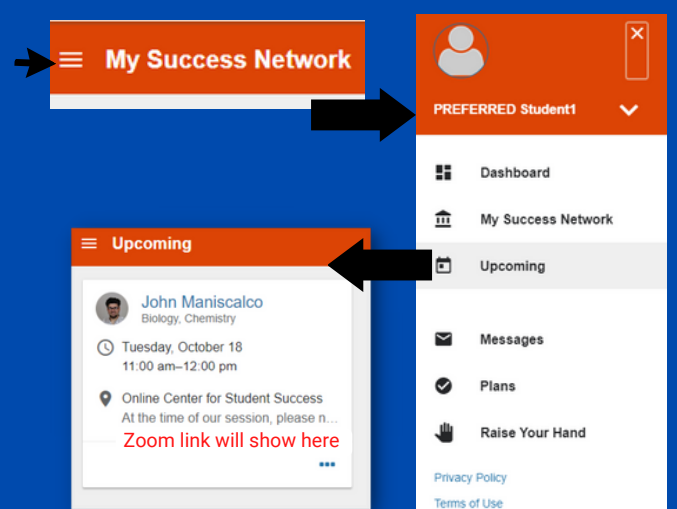 My Success Network
PREFERRED Student1
Dashboard
My Success Network
Upcoming
Messages
Plans
Raise Your Hand
Privacy Policy
Terms of Use
Upcoming
John Maniscalco
Biology, Chemistry
Tuesday, October 18
11:00 am–12:00 pm
Online Center for Student Success
At the time of our session, please n...
Zoom link will show here